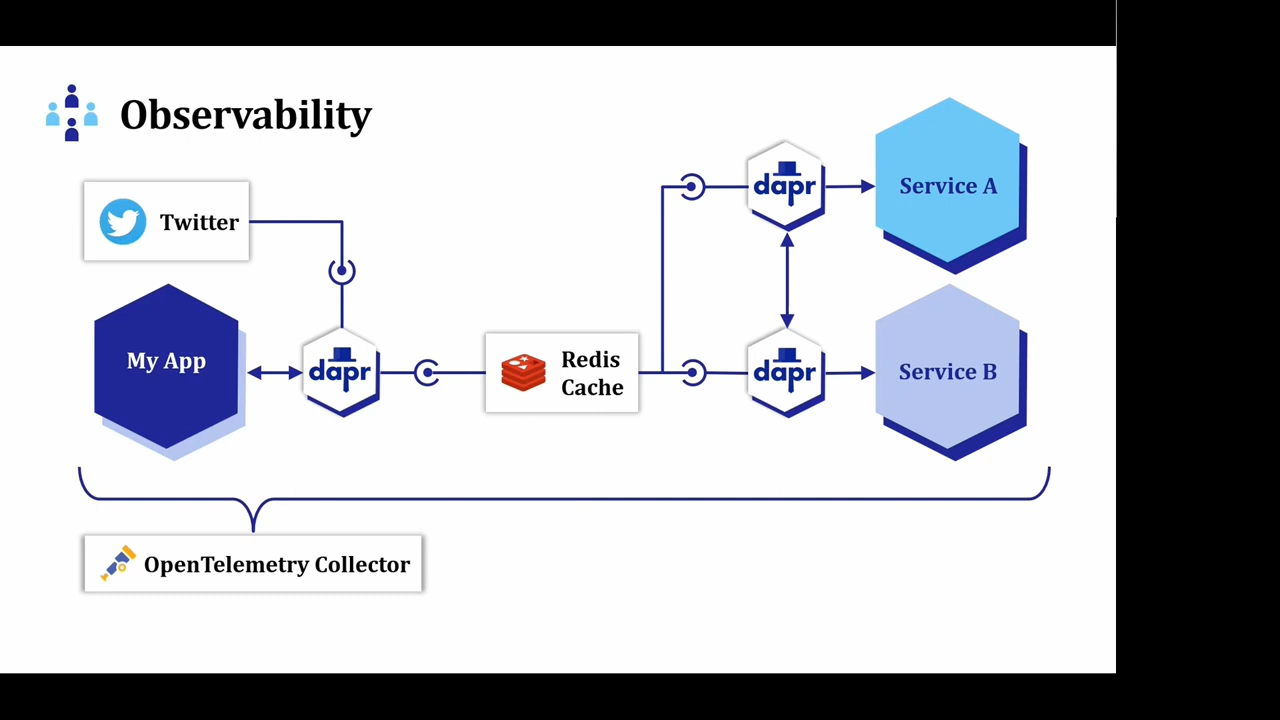 Observability
Twitter
My App
dapr
Redis
Cache
dapr
Service A
dapr
Service B
OpenTelemetry Collector